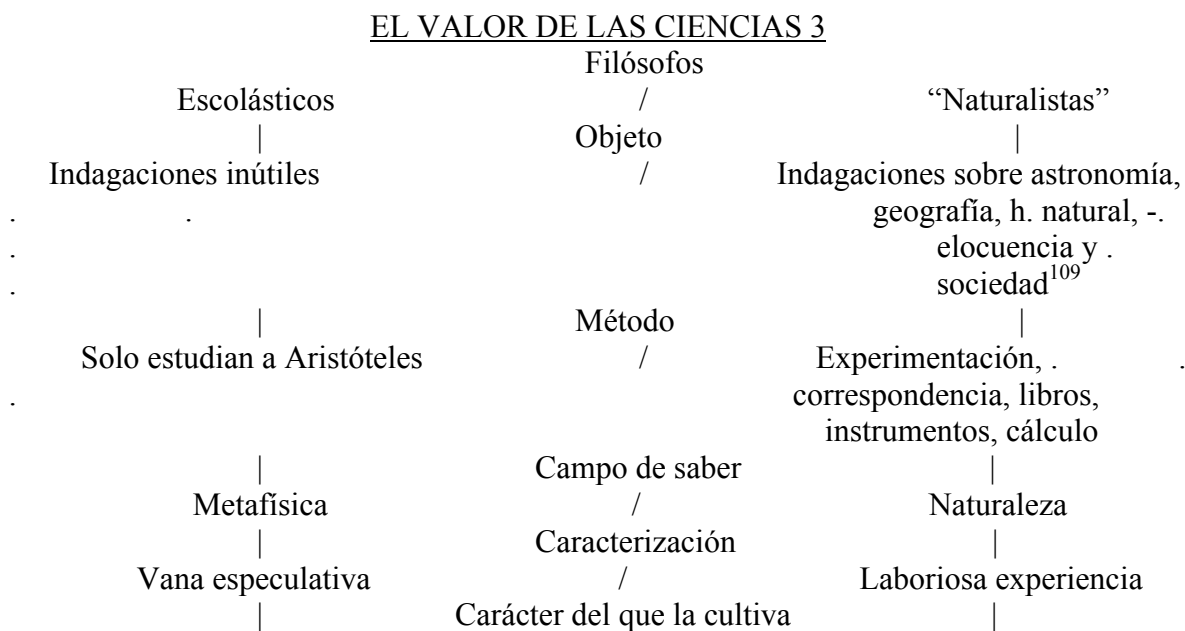 EL VALOR DE LAS CIENCIAS 3
Filósofos
Escolásticos / “Naturalistas”
| Objeto |
Indagaciones inútiles / Indagaciones sobre astronomía,
. . geografía, h. natural, -.
. elocuencia y .
. sociedad109
| Método |
Solo estudian a Aristóteles / Experimentación, . .
. correspondencia, libros,
instrumentos, cálculo
| Campo de saber |
Metafísica / Naturaleza
| Caracterización |
Vana especulativa / Laboriosa experiencia
| Carácter del que la cultiva |